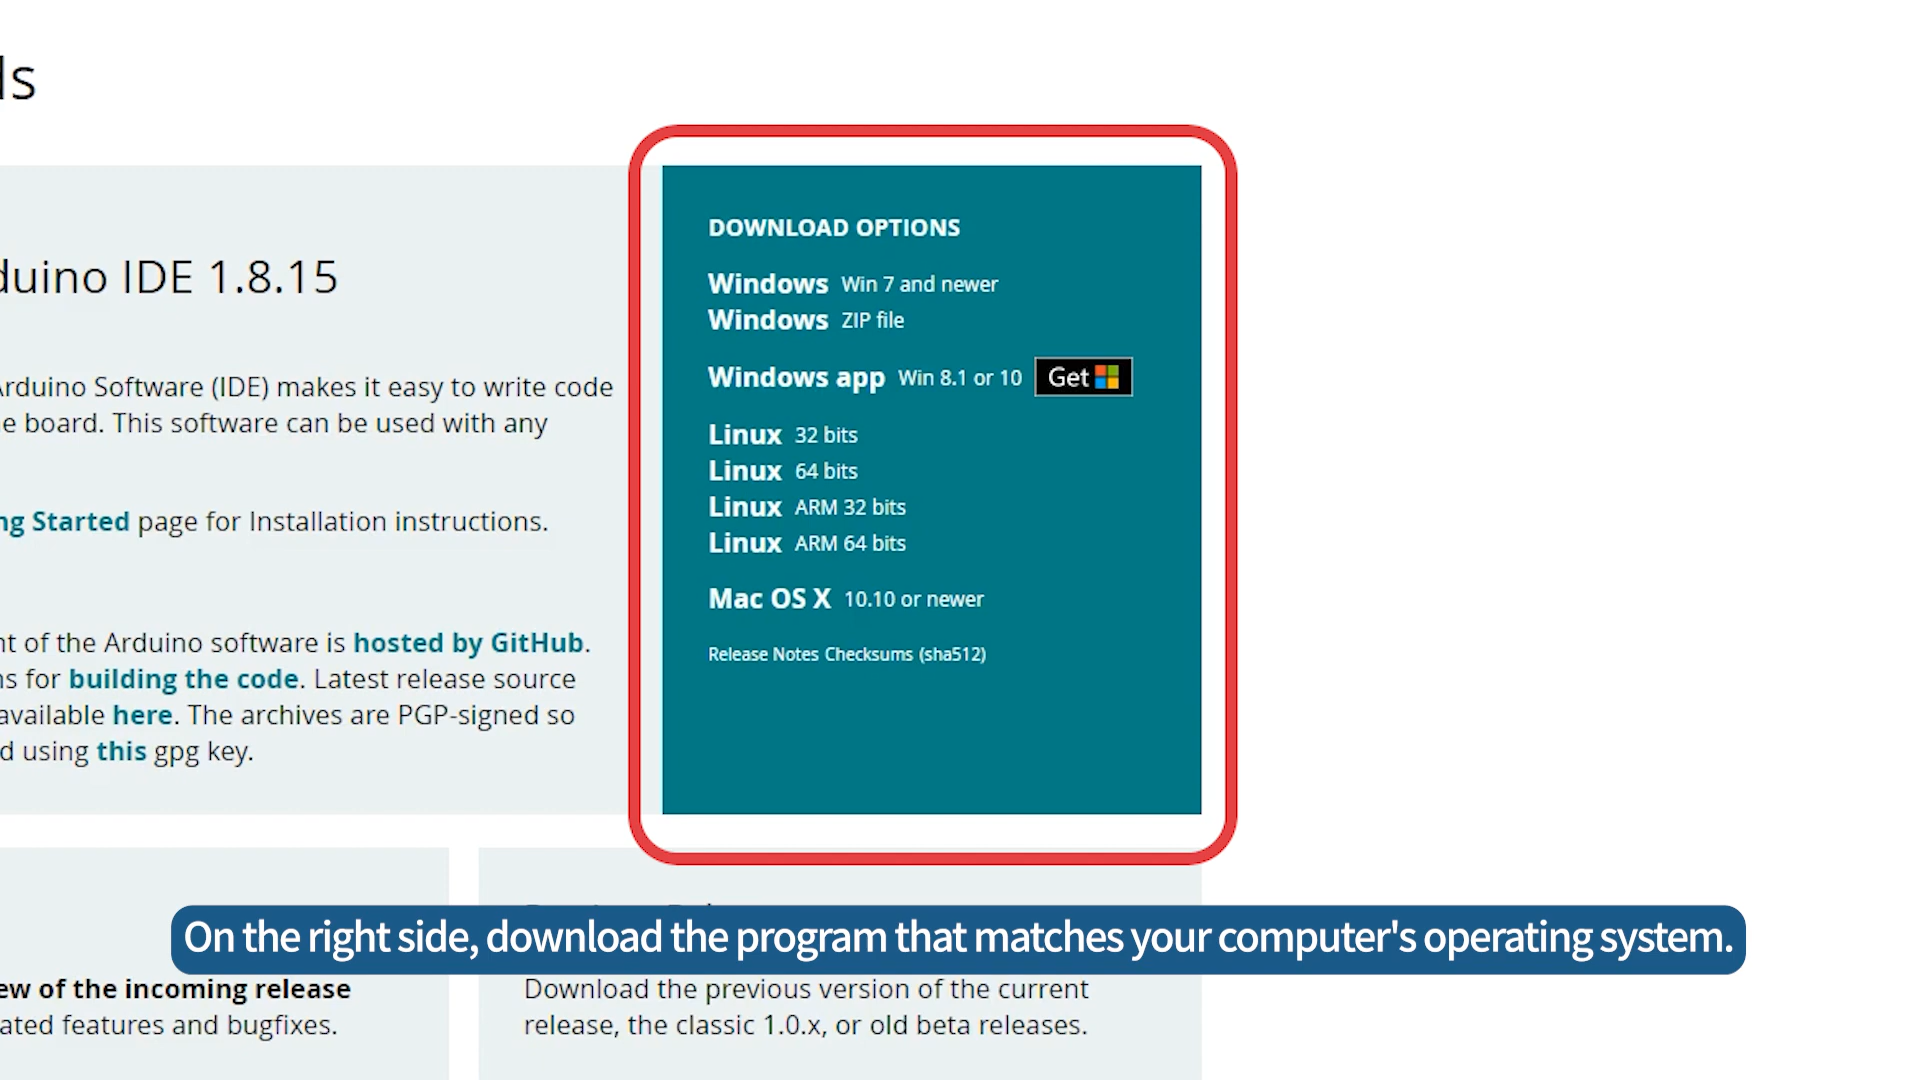 ls
duino IDE 1.8.15
Arduino Software (IDE) makes it easy to write code
e board. This software can be used with any
ng Started page for Installation instructions.
nt of the Arduino software is hosted by GitHub.
ns for building the code. Latest release source
available here. The archives are PGP-signed so
d using this gpg key.
DOWNLOAD OPTIONS
Windows Win 7 and newer
Windows ZIP file
Windows app Win 8.1 or 10 Get
Linux 32 bits
Linux 64 bits
Linux ARM 32 bits
Linux ARM 64 bits
Mac OS X 10.10 or newer
Release Notes Checksums (sha512)
On the right side, download the program that matches your computer's operating system.
ew of the incoming release
ated features and bugfixes.
Download the previous version of the current
release, the classic 1.0.x, or old beta releases.